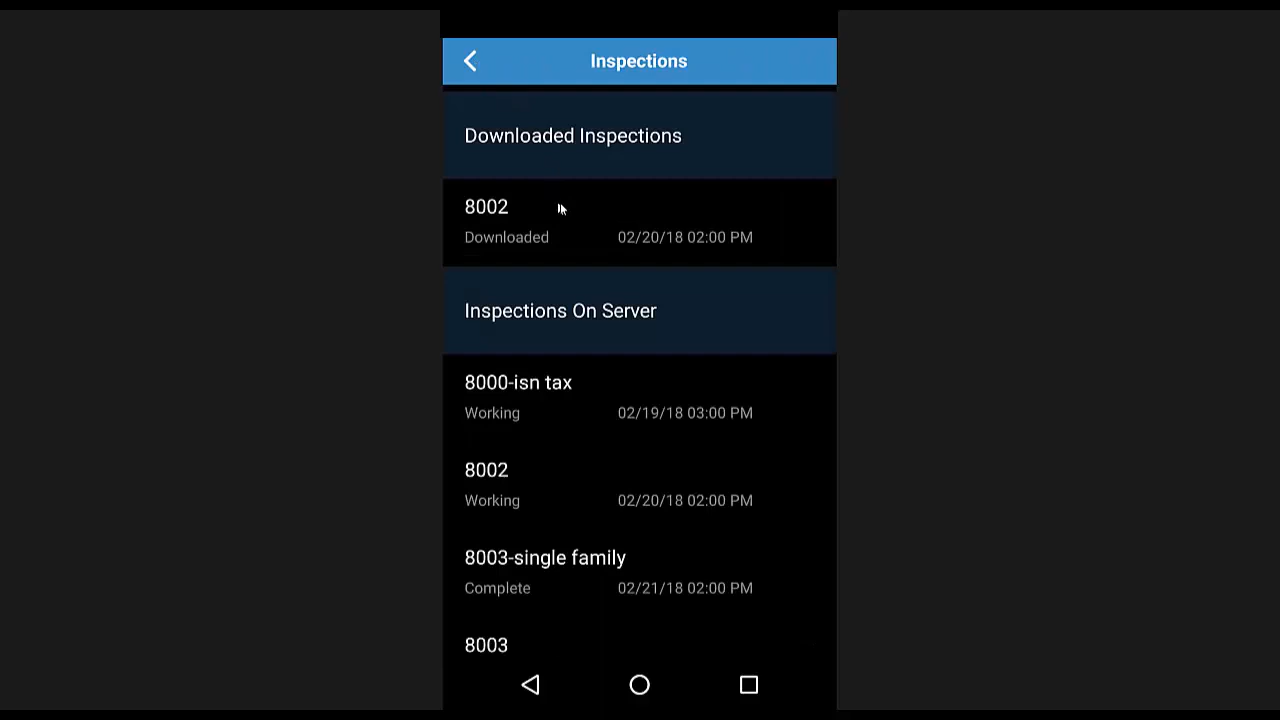 Inspections
Downloaded Inspections
8002
Downloaded 02/20/18 02:00 PM
Inspections On Server
8000-isn tax
Working 02/19/18 03:00 PM
8002
Working 02/20/18 02:00 PM
8003-single family
Complete 02/21/18 02:00 PM
8003